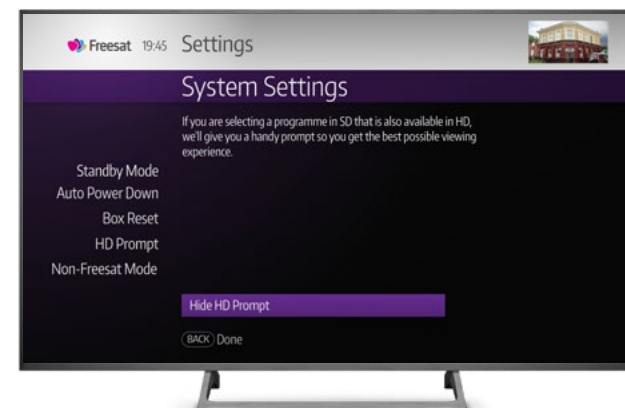 Freesat 19:45 Settings
System Settings
If you are selecting a programme in SD that is also available in HD,
we'll give you a handy prompt so you get the best possible viewing
experience.
Standby Mode
Auto Power Down
Box Reset
HD Prompt
Non-Freesat Mode
Hide HD Prompt
BACK Done